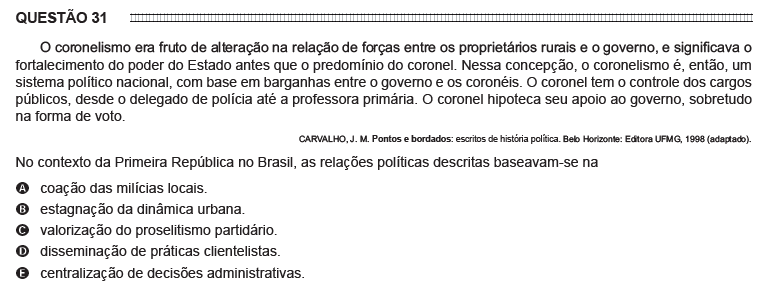 QUESTÃO 31
O coronelismo era fruto de alteração na relação de forças entre os proprietários rurais e o governo, e significava o
fortalecimento do poder do Estado antes que o predomínio do coronel. Nessa concepção, o coronelismo é, então, um
sistema político nacional, com base em barganhas entre o governo e os coronéis. O coronel tem o controle dos cargos
públicos, desde o delegado de polícia até a professora primária. O coronel hipoteca seu apoio ao governo, sobretudo
na forma de voto.
CARVALHO, J. M. Pontos e bordados: escritos de história política. Belo Horizonte: Editora UFMG, 1998 (adaptado).
No contexto da Primeira República no Brasil, as relações políticas descritas baseavam-se na
A coação das milícias locais.
B estagnação da dinâmica urbana.
C valorização do proselitismo partidário.
D disseminação de práticas clientelistas.
E centralização de decisões administrativas.